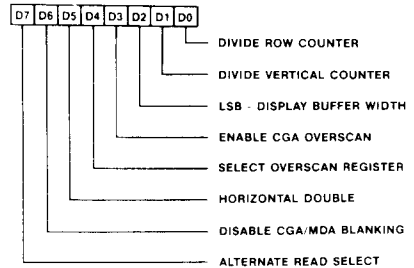 D7 D6 D5 D4 D3 D2 D1 D0
DIVIDE ROW COUNTER
DIVIDE VERTICAL COUNTER
LSB - DISPLAY BUFFER WIDTH
ENABLE CGA OVERSCAN
SELECT OVERSCAN REGISTER
HORIZONTAL DOUBLE
DISABLE CGA/MDA BLANKING
ALTERNATE READ SELECT